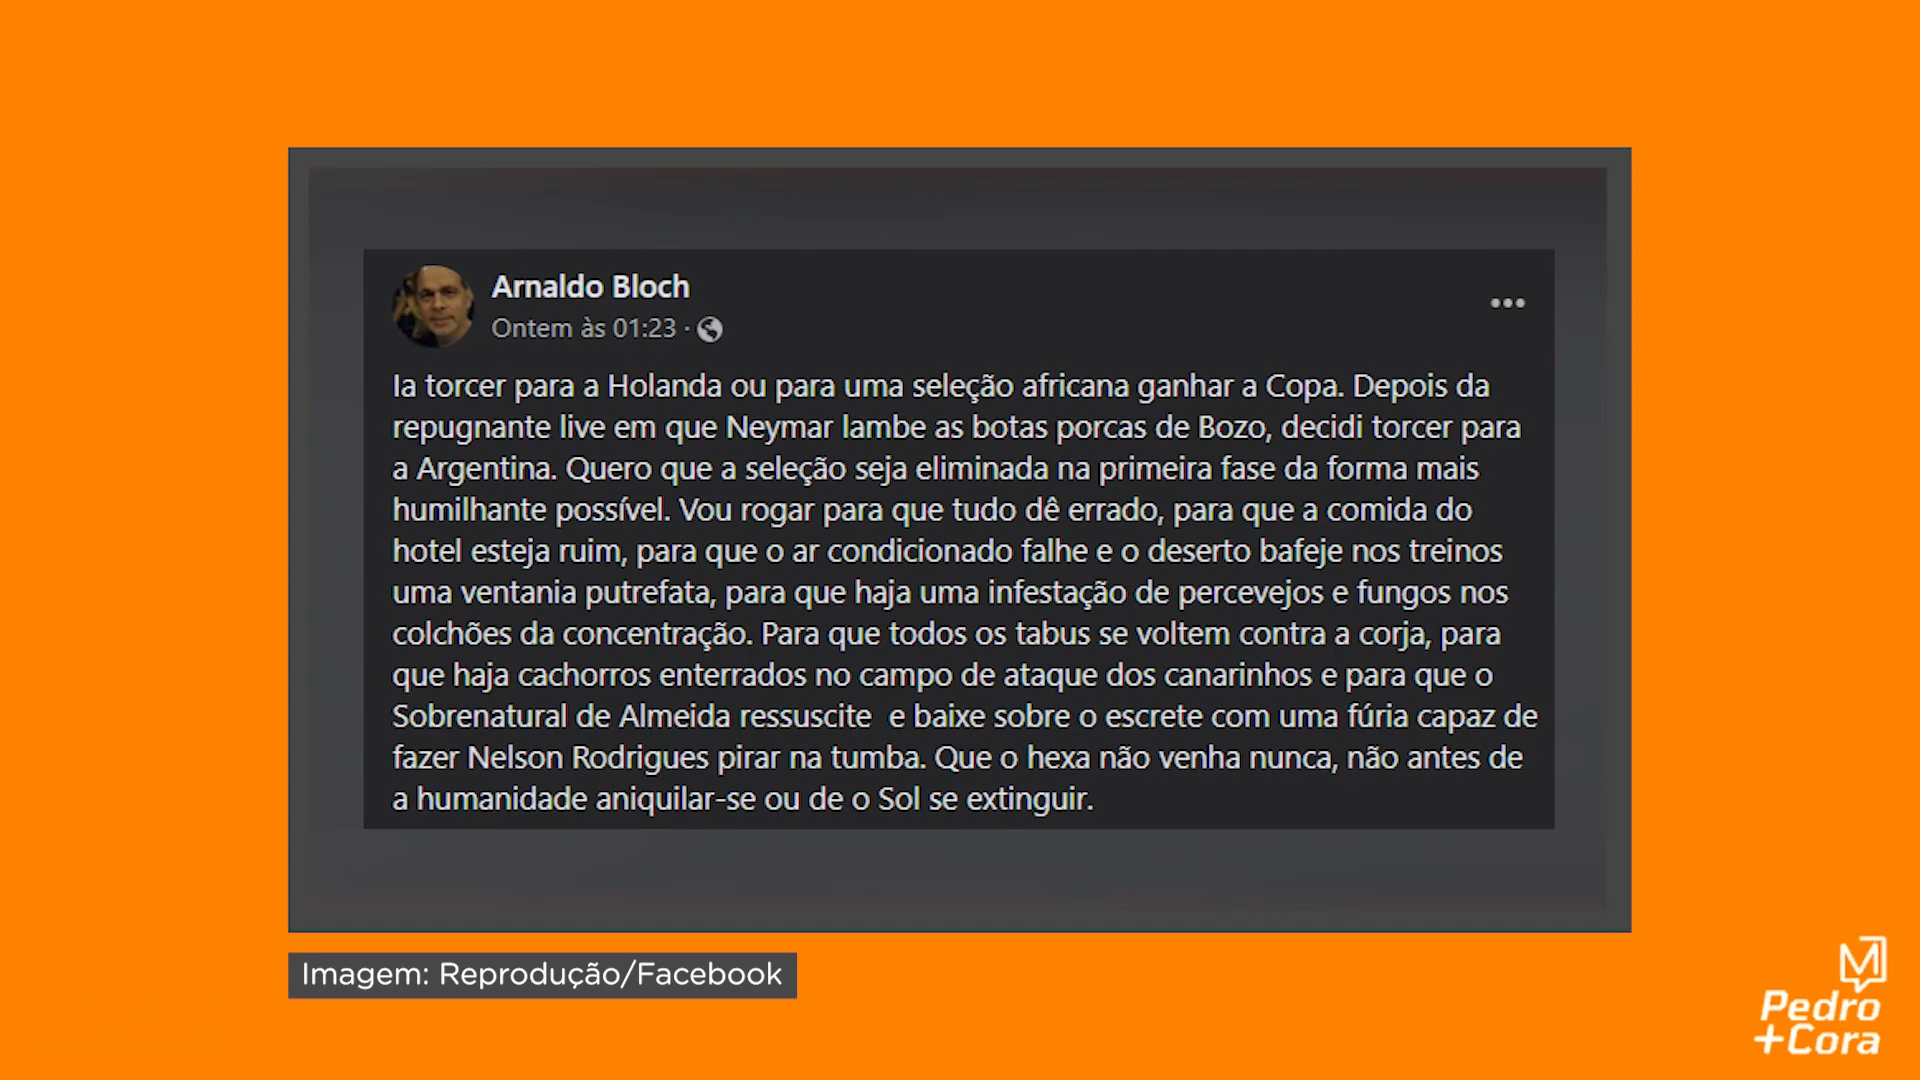 Arnaldo Bloch
Ontem às 01:23 ·
Ia torcer para a Holanda ou para uma seleção africana ganhar a Copa. Depois da
repugnante live em que Neymar lambe as botas porcas de Bozo, decidi torcer para
a Argentina. Quero que a seleção seja eliminada na primeira fase da forma mais
humilhante possível. Vou rogar para que tudo dê errado, para que a comida do
hotel esteja ruim, para que o ar condicionado falhe e o deserto bafeje nos treinos
uma ventania putrefata, para que haja uma infestação de percevejos e fungos nos
colchões da concentração. Para que todos os tabus se voltem contra a corja, para
que haja cachorros enterrados no campo de ataque dos canarinhos e para que o
Sobrenatural de Almeida ressuscite  e baixe sobre o escrete com uma fúria capaz de
fazer Nelson Rodrigues pirar na tumba. Que o hexa não venha nunca, não antes de
a humanidade aniquilar-se ou de o Sol se extinguir.
Imagem: Reprodução/Facebook
M
Pedro
+Cora